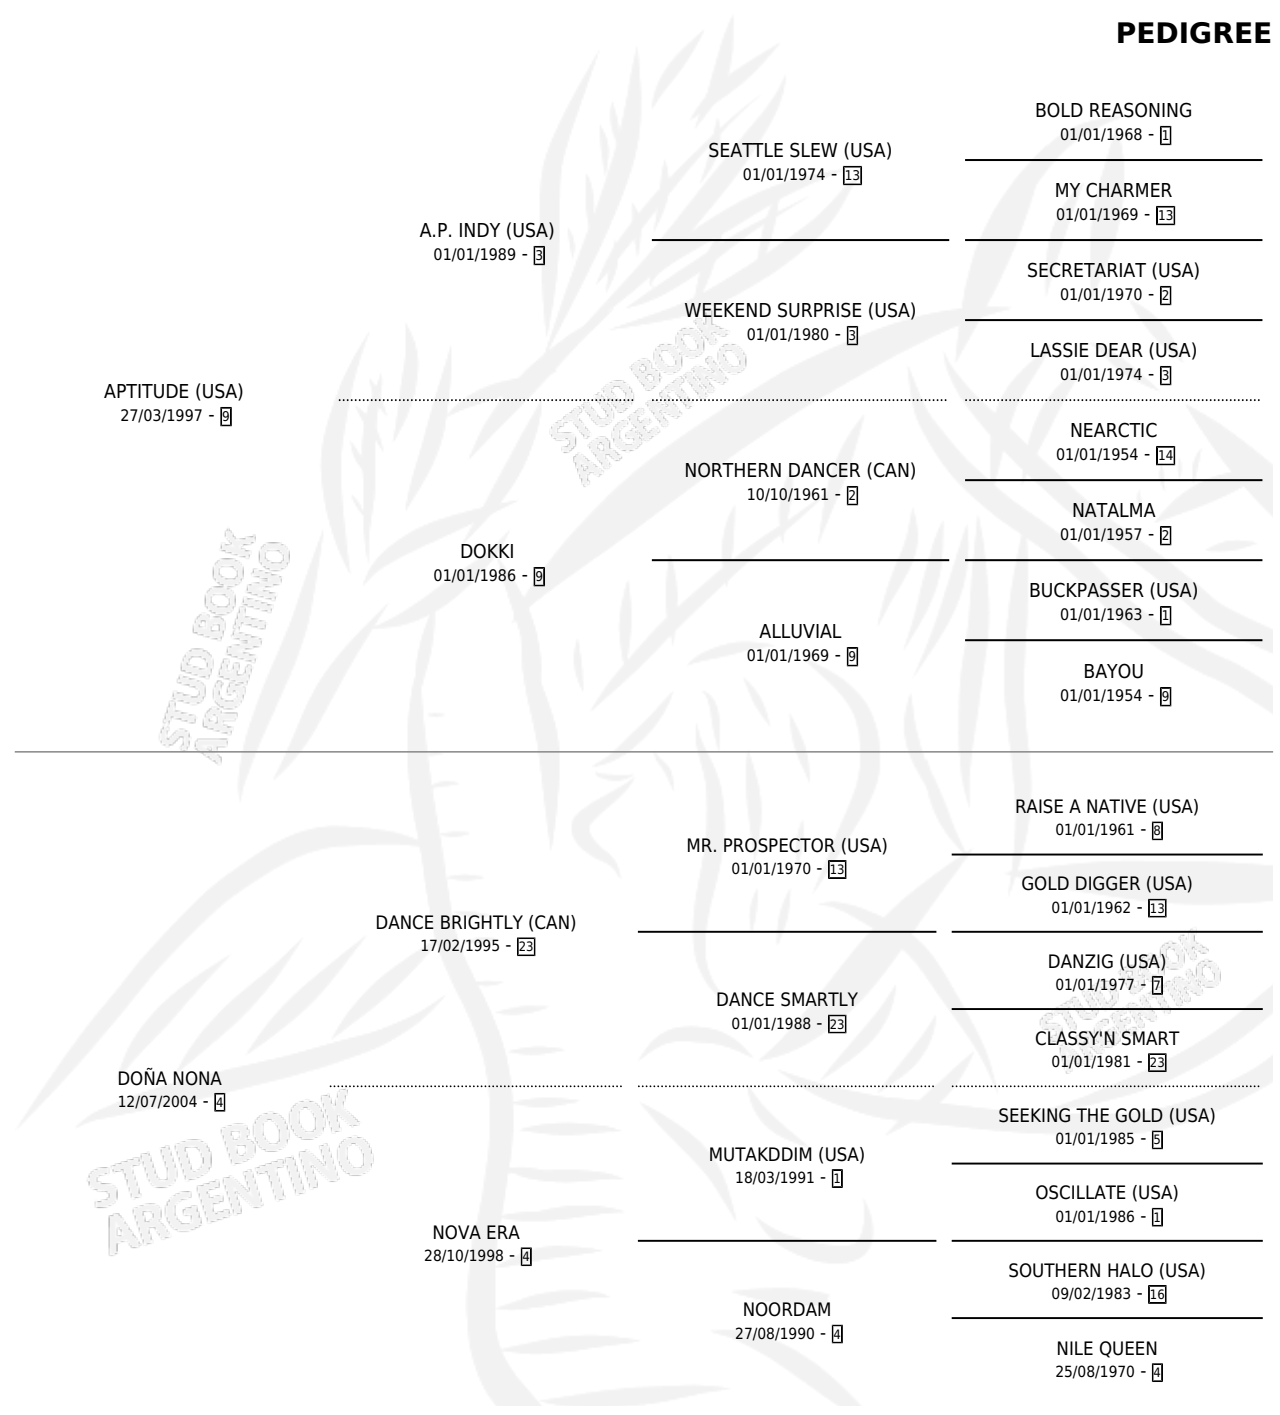 PEDIGREE
BOLD REASONING
01/01/1968 - 1
SEATTLE SLEW (USA)
01/01/1974 - 13
MY CHARMER
01/01/1969 - 13
A.P. INDY (USA)
01/01/1989 - 3
SECRETARIAT (USA)
01/01/1970 - 2
WEEKEND SURPRISE (USA)
01/01/1980 - 3
LASSIE DEAR (USA)
01/01/1974 - 3
APTITUDE (USA)
27/03/1997 - 9
NEARCTIC
01/01/1954 - 14
NORTHERN DANCER (CAN)
10/10/1961 - 2
NATALMA
01/01/1957 - 2
DOKKI
01/01/1986 - 9
BUCKPASSER (USA)
01/01/1963 - 1
ALLUVIAL
01/01/1969 - 9
BAYOU
01/01/1954 - 9
RAISE A NATIVE (USA)
01/01/1961 - 8
MR. PROSPECTOR (USA)
01/01/1970 - 13
GOLD DIGGER (USA)
01/01/1962 - 13
DANCE BRIGHTLY (CAN)
17/02/1995 - 23
DANZIG (USA)
01/01/1977 - 7
DANCE SMARTLY
01/01/1988 - 23
CLASSY'N SMART
01/01/1981 - 23
DOÑA NONA
12/07/2004 - 4
SEEKING THE GOLD (USA)
01/01/1985 - 5
MUTAKDDIM (USA)
18/03/1991 - 1
OSCILLATE (USA)
01/01/1986 - 1
NOVA ERA
28/10/1998 - 4
SOUTHERN HALO (USA)
09/02/1983 - 16
NOORDAM
27/08/1990 - 4
NILE QUEEN
25/08/1970 - 4
STUD BOOK
ARGENTINO
STUD BOOK
ARGENTINO
STUD BOOK
ARGENTINO
STUD BOOK
ARGENTINO